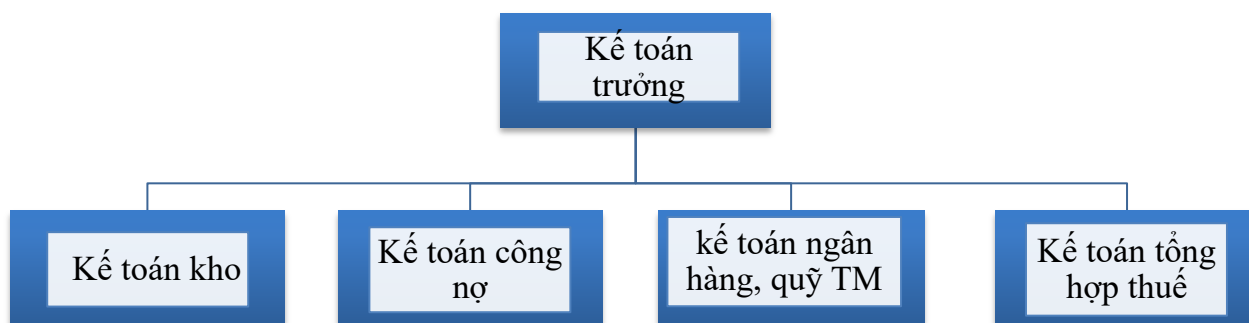 Kế toán
trưởng
Kế toán kho
Kế toán công
nợ
kế toán ngân
hàng, quỹ TM
Kế toán tổng
hợp thuế